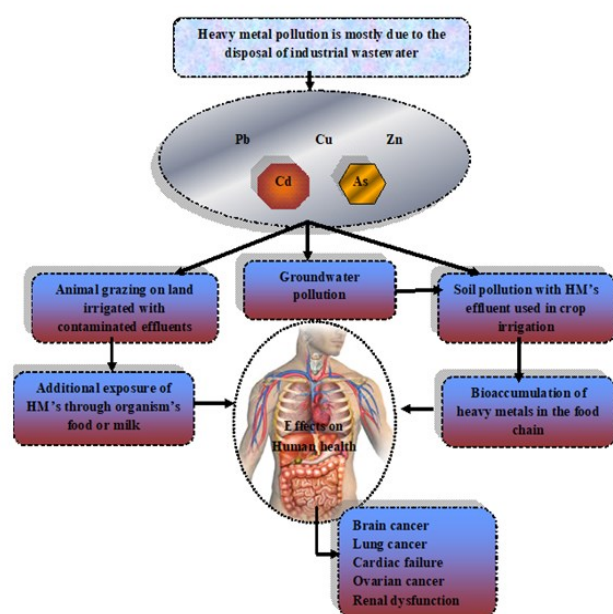 Heavy metal pollution is mostly due to the
disposal of industrial wastewater
Pb Cu Zn
Cd As
Animal grazing on land
irrigated with
contaminated effluents
Groundwater
pollution
Soil pollution with HM's
effluent used in crop
irrigation
Additional exposure of
HM's through organism's
food or milk
Effects on
Human health
Bioaccumulation of
heavy metals in the food
chain
Brain cancer
Lung cancer
Cardiac failure
Ovarian cancer
Renal dysfunction